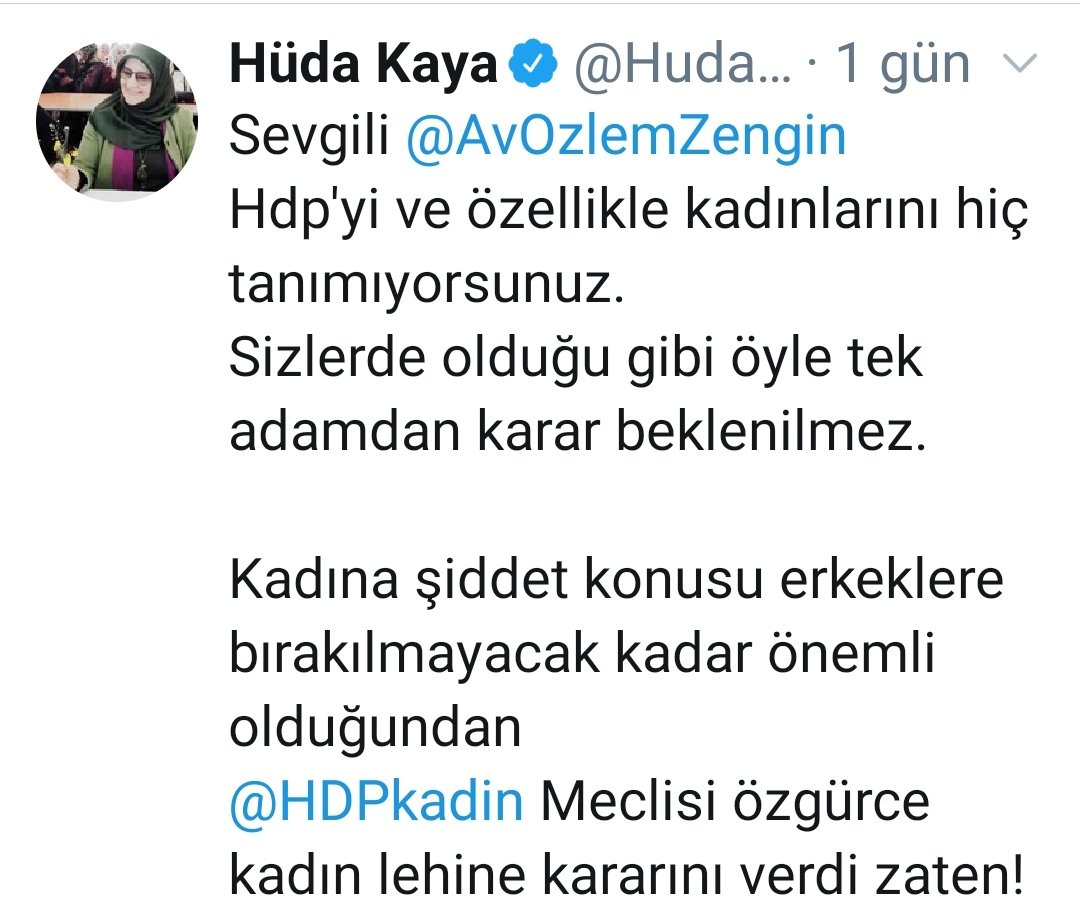 Hüda Kaya @Huda... · 1 gün
Sevgili @AvOzlemZengin
Hdp'yi ve özellikle kadınlarını hiç
tanımıyorsunuz.
Sizlerde olduğu gibi öyle tek
adamdan karar beklenilmez.
Kadına şiddet konusu erkeklere
bırakılmayacak kadar önemli
olduğundan
@HDPkadin Meclisi özgürce
kadın lehine kararını verdi zaten!